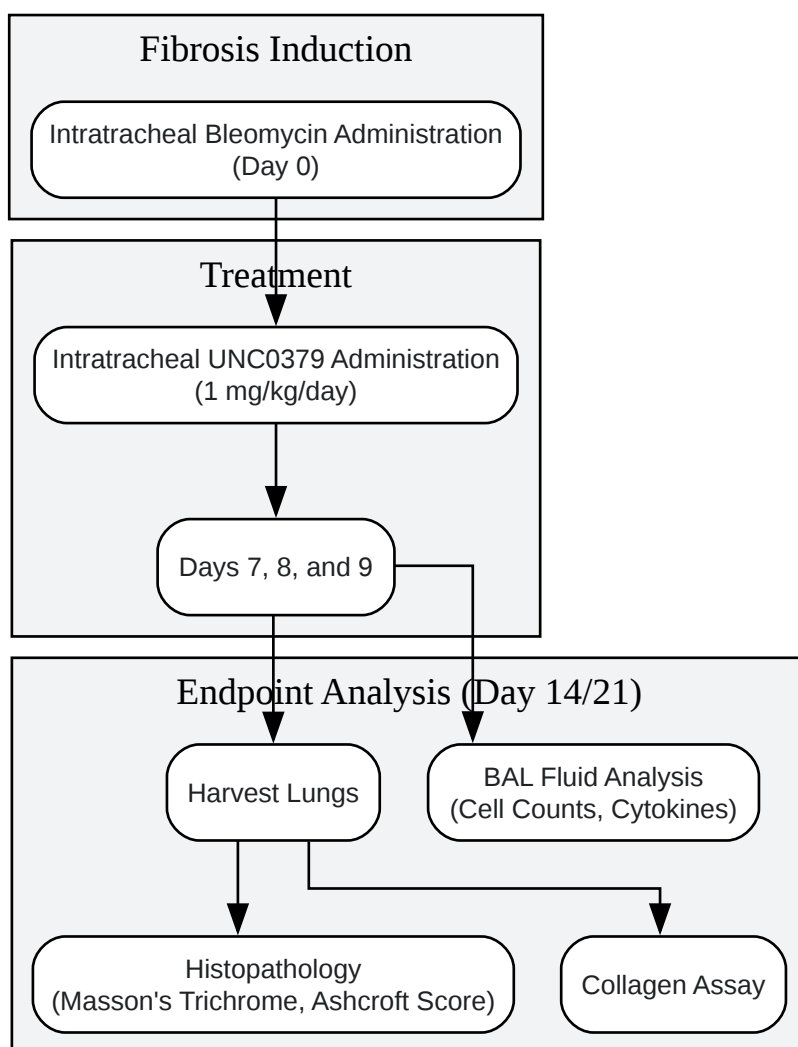 Fibrosis Induction
Intratracheal Bleomycin Administration
(Day 0)
Treatment
Intratracheal UNC0379 Administration
(1 mg/kg/day)
Days 7, 8, and 9
Endpoint Analysis (Day 14/21)
Harvest Lungs
BAL Fluid Analysis
(Cell Counts, Cytokines)
Histopathology
(Masson's Trichrome, Ashcroft Score)
Collagen Assay